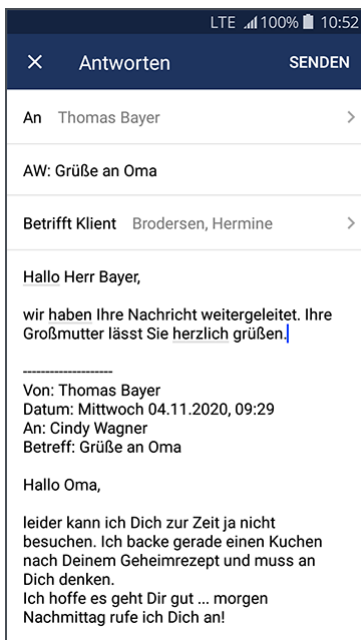 LTE 100% 10:52
× Antworten SENDEN
An Thomas Bayer >
AW: Grüße an Oma
Betrifft Klient Brodersen, Hermine >
Hallo Herr Bayer,
wir haben Ihre Nachricht weitergeleitet. Ihre
Großmutter lässt Sie herzlich grüßen.
--------------------
Von: Thomas Bayer
Datum: Mittwoch 04.11.2020, 09:29
An: Cindy Wagner
Betreff: Grüße an Oma
Hallo Oma,
leider kann ich Dich zur Zeit ja nicht
besuchen. Ich backe gerade einen Kuchen
nach Deinem Geheimrezept und muss an
Dich denken.
Ich hoffe es geht Dir gut ... morgen
Nachmittag rufe ich Dich an!